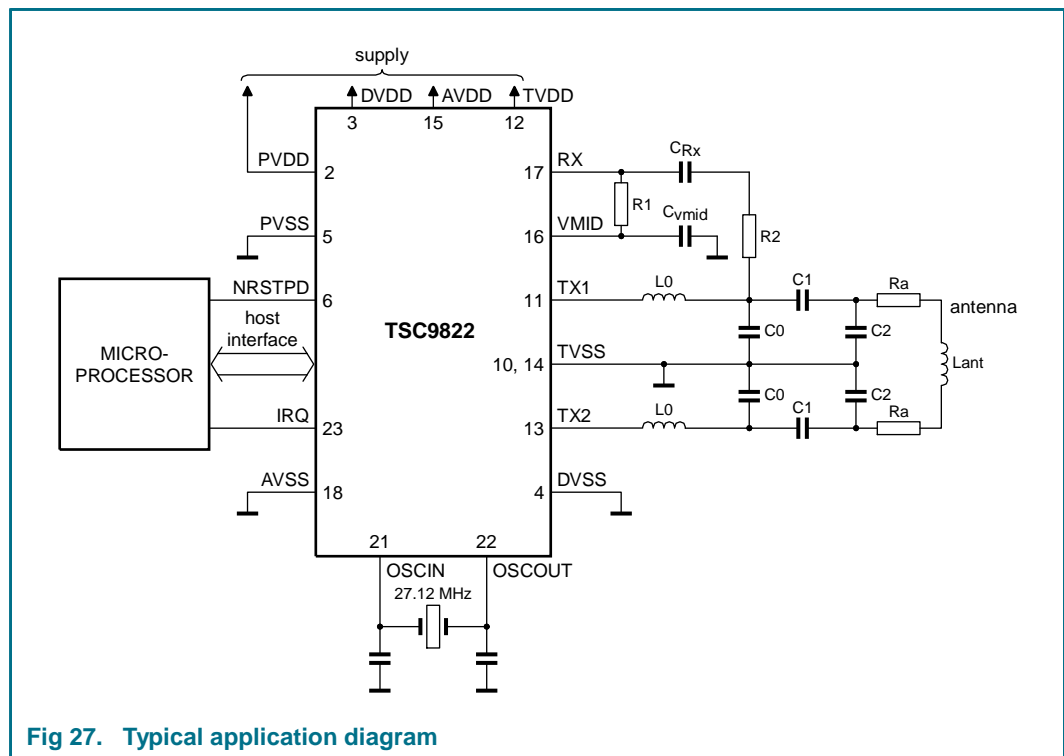 supply
DVDD
AVDD
TVDD
3
15
12
PVDD
2
17
RX
CRx
R1
Cvmid
R2
PVSS
5
16
VMID
NRSTPD
6
11
TX1
L0
C1
Ra
antenna
host
interface
TSC9822
MICRO-
PROCESSOR
C0
C2
10, 14
TVSS
Lant
C0
C1
C2
IRQ
23
13
TX2
L0
Ra
AVSS
18
4
DVSS
21
22
OSCIN
OSCOUT
27.12 MHz
Fig 27. Typical application diagram